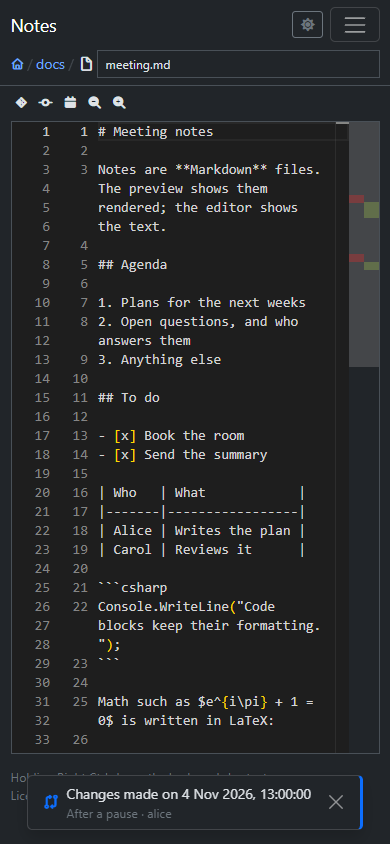 Notes
/ docs / meeting.md
1 1 # Meeting notes
2 2
3 3 Notes are **Markdown** files.
4 The preview shows them
5 rendered; the editor shows
6 the text.
7 4
8 5 ## Agenda
9 6
10 7 1. Plans for the next weeks
11 8 2. Open questions, and who
12 answers them
13 9 3. Anything else
14 10
15 11 ## To do
16 12
17 13 - [x] Book the room
18 14 - [x] Send the summary
19 15
20 16 | Who   | What            |
21 17 |-------|-----------------|
22 18 | Alice | Writes the plan |
23 19 | Carol | Reviews it      |
24 20
25 21 ```csharp
26 22 Console.WriteLine("Code
27 blocks keep their formatting.
28 ");
29 23 ```
30 24
31 25 Math such as $e^{i\pi} + 1 =
32 0$ is written in LaTeX:
33 26
Changes made on 4 Nov 2026, 13:00:00
After a pause · alice